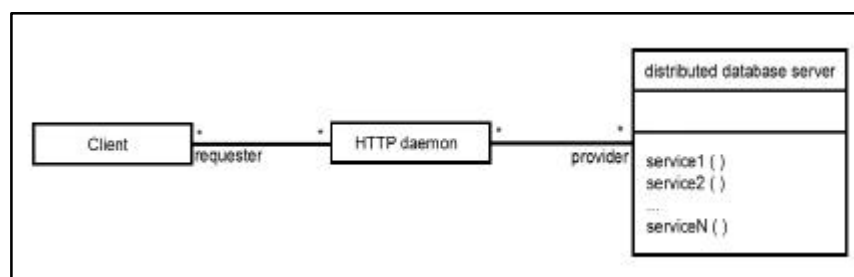 distributed database server
* * * *
Client HTTP daemon
requester provider
service1 ( )
service2 ( )
...
serviceN ( )